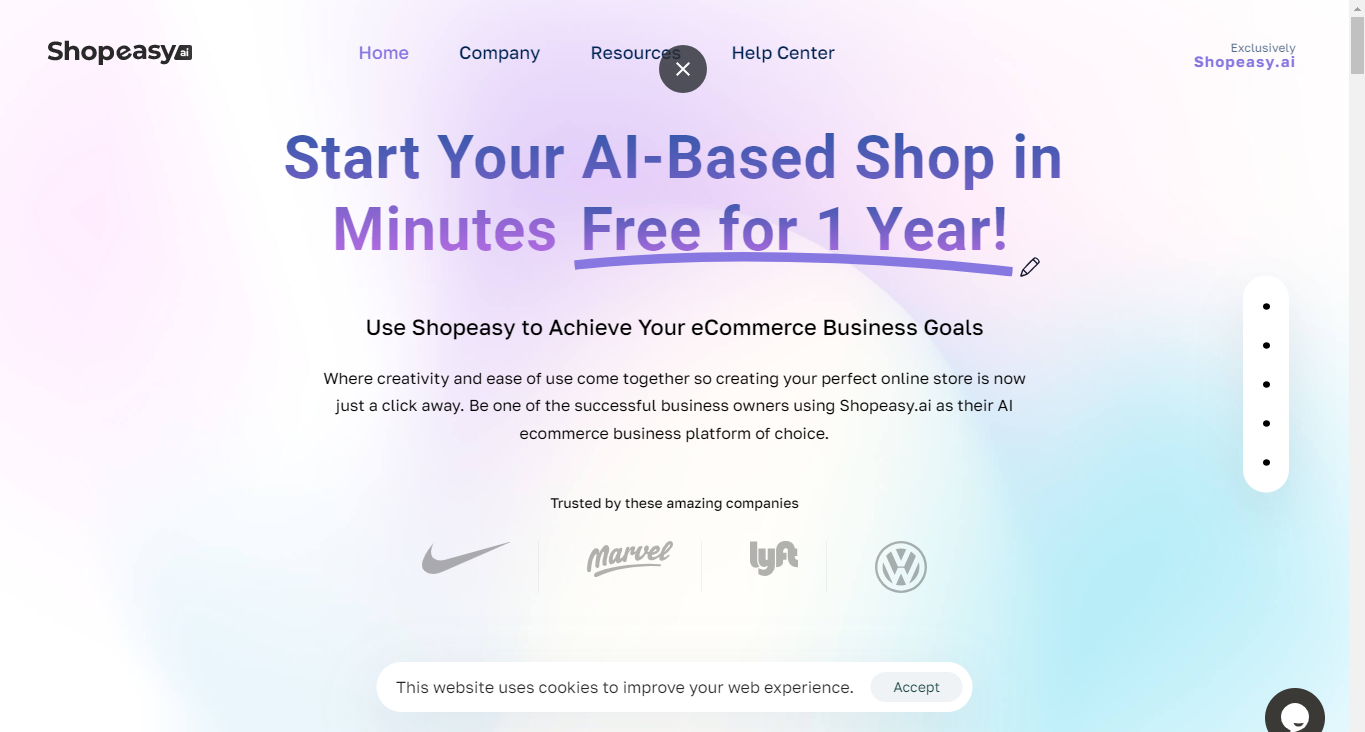 Shopeasy ai
Home Company Resources Help Center
Exclusively
Shopeasy.ai
Start Your AI-Based Shop in
Minutes Free for 1 Year!
Use Shopeasy to Achieve Your eCommerce Business Goals
Where creativity and ease of use come together so creating your perfect online store is now
just a click away. Be one of the successful business owners using Shopeasy.ai as their AI
ecommerce business platform of choice.
Trusted by these amazing companies
Marvel lyft VW
This website uses cookies to improve your web experience. Accept